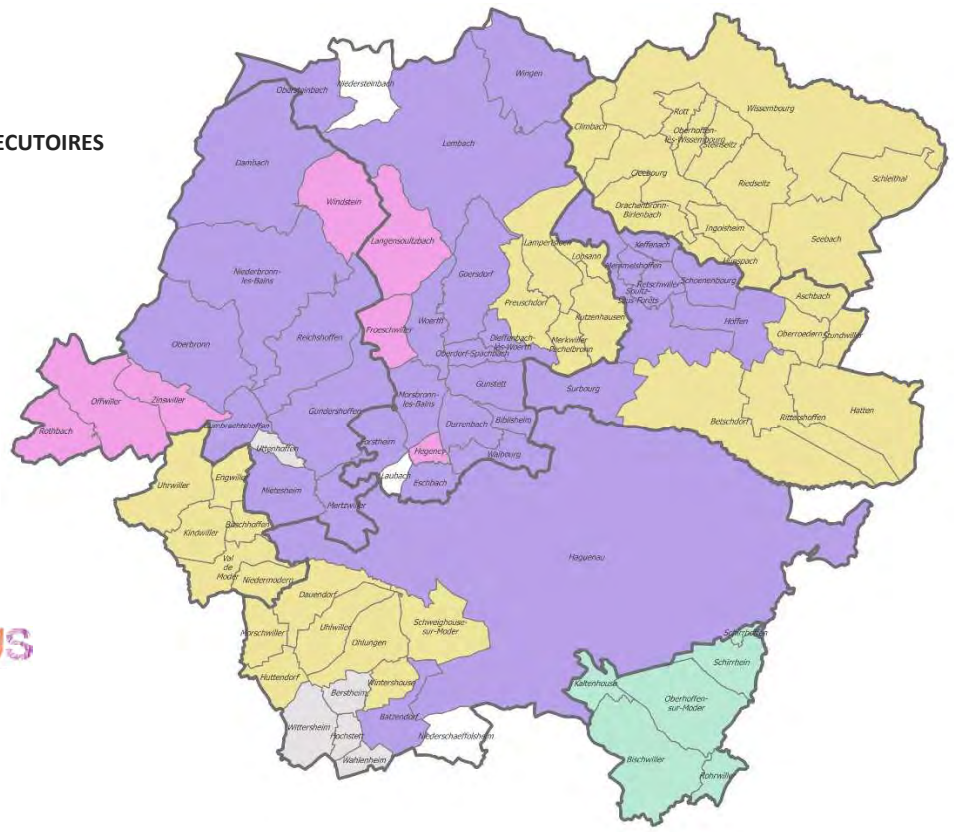 Niedersteinbach
Wingen
Obersteinbach
Lembach
Climbach
Rott
Wissembourg
Oberhoffen-
lès-Wissembourg
Steinseltz
ECUTOIRES
Dambach
Cleebourg
Riedseltz
Schleithal
Windstein
Drachenbronn-
Birlenbach
Ingolsheim
Seebach
Langensoultzbach
Lampertsloch
Keffenach
Hunspach
Goersdorf
Lobsann
Memmelshoffen
Retschwiller
Schoenenbourg
Niederbronn-
les-Bains
Soultz-
sous-Forêts
Aschbach
Preuschdorf
Kutzenhausen
Hoffen
Froeschwiller
Woerth
Oberroedern
Stundwiller
Reichshoffen
Dieffenbach-
lès-Woerth
Merkwiller
Pechelbronn
Oberbronn
Oberdorf-Spachbach
Gunstett
Surbourg
Offwiller
Zinswiller
Morsbronn-
les-Bains
Betschdorf
Rittershoffen
Hatten
Rothbach
Gundershoffen
Durrenbach
Biblisheim
Gumbrechtshoffen
Forstheim
Uttenhoffen
Hegeney
Walbourg
Laubach
Eschbach
Uhrwiller
Engwiller
Mietesheim
Mertzwiller
Bitschhoffen
Kindwiller
Haguenau
Val
de
Moder
Niedermodern
Dauendorf
Schweighouse-
sur-Moder
Uhlwiller
Ohlungen
Morschwiller
Schirrhoffen
Schirrhein
Huttendorf
Wintershouse
Kaltenhouse
Berstheim
Oberhoffen-
sur-Moder
Batzendorf
Wittersheim
Hochstett
Niederschaeffolsheim
Wahlenheim
Bischwiller
Rohrwiller